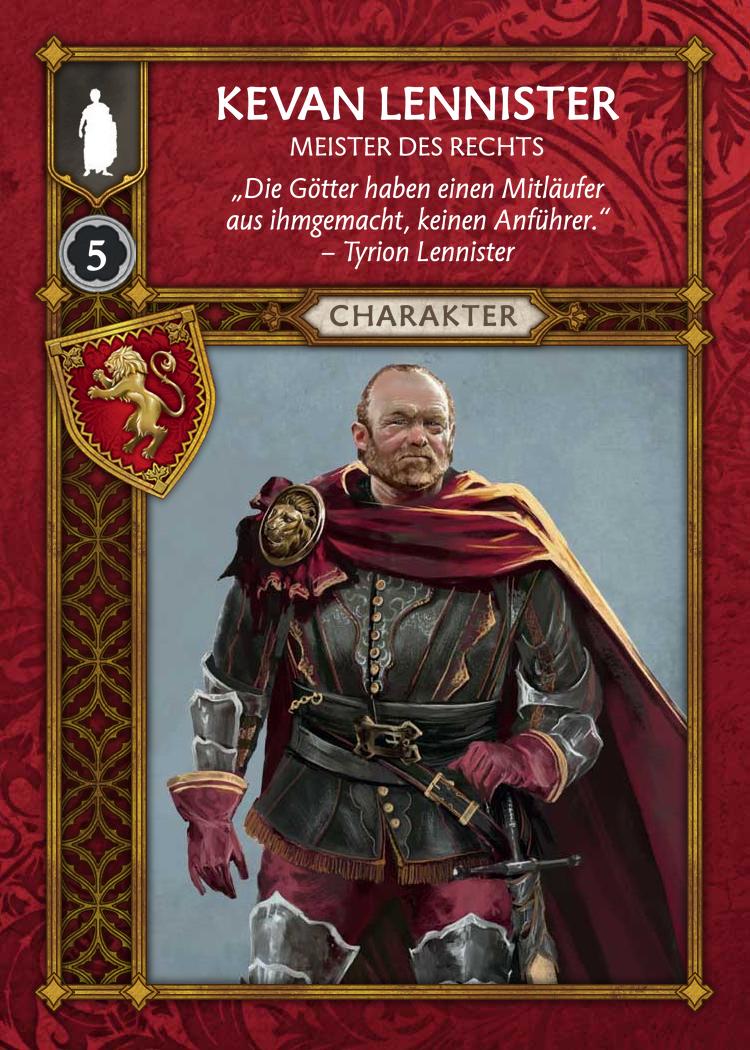 KEVAN LENNISTER
MEISTER DES RECHTS
„Die Götter haben einen Mitläufer
aus ihmgemacht, keinen Anführer.“
– Tyrion Lennister
5
CHARAKTER